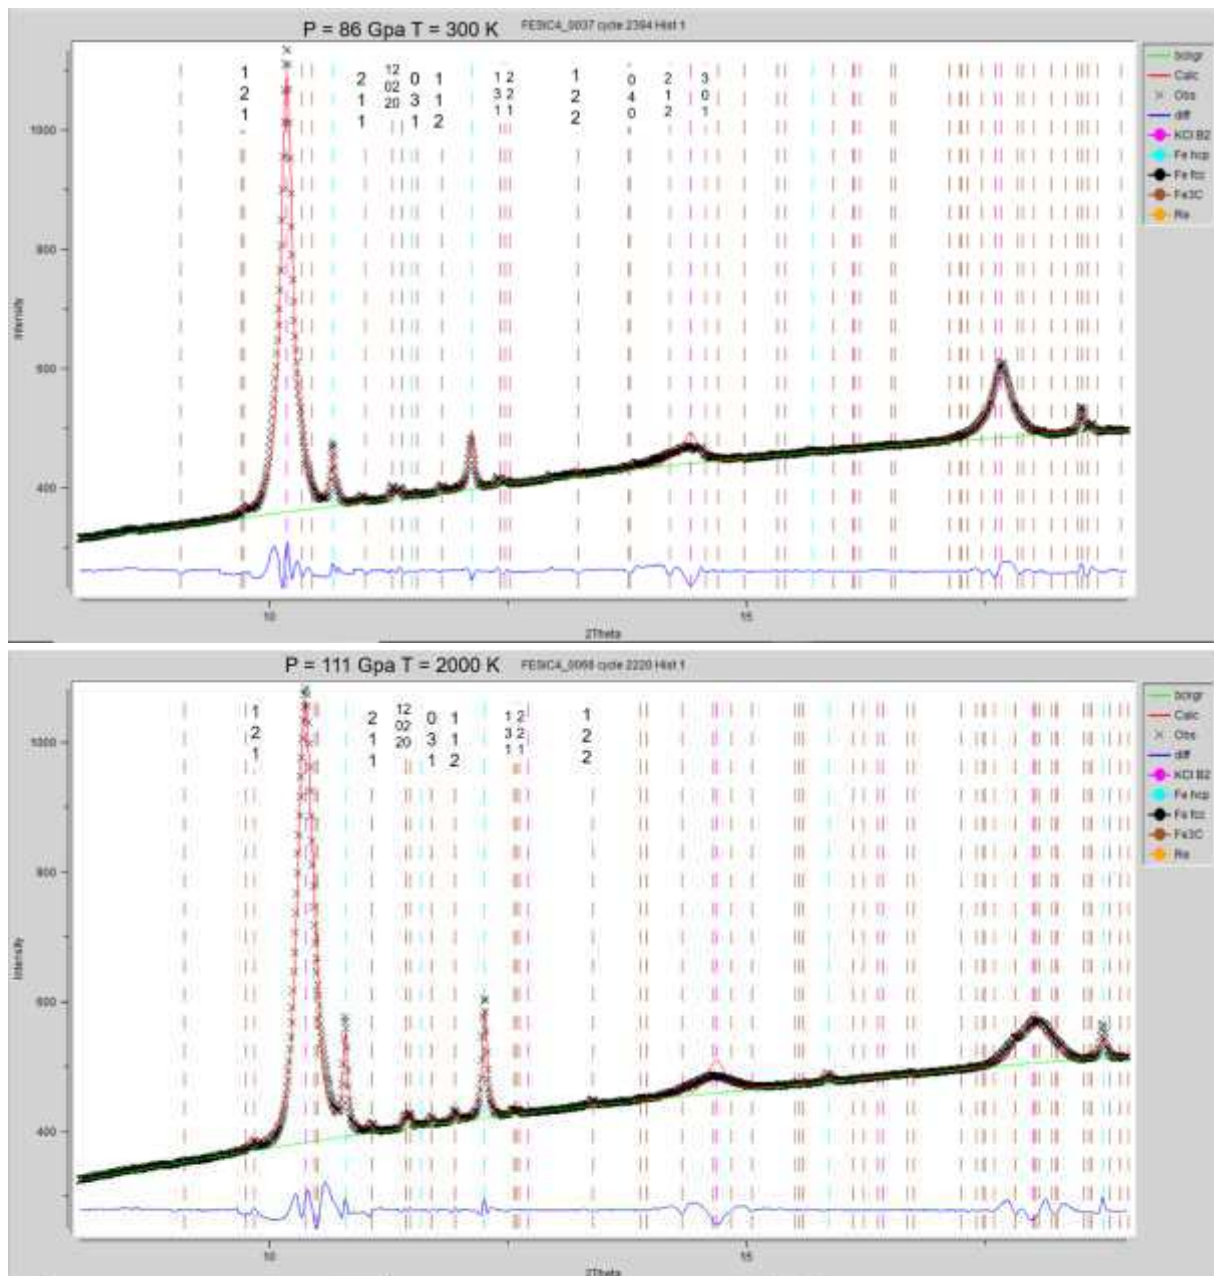 P = 86 Gpa T = 300 K FESIC4_0037 cycle 2394 Hist 1
1 2 1
2 1 1
12
02
20
0 3 1
1 1 2
1 2
3 2
1 1
1 2 2
0 4 0
2 1 2
3 0 1
bckgr
Calc
Obs
diff
KCl B2
Fe hcp
Fe fcc
Fe3C
Re
1000
800
600
400
Intensity
10 15
2Theta
P = 111 Gpa T = 2000 K FESIC4_0068 cycle 2220 Hist 1
1 2 1
2 1 1
12
02
20
0 3 1
1 1 2
1 2
3 2
1 1
1 2 2
bckgr
Calc
Obs
diff
KCl B2
Fe hcp
Fe fcc
Fe3C
Re
1000
800
600
400
Intensity
10 15
2Theta